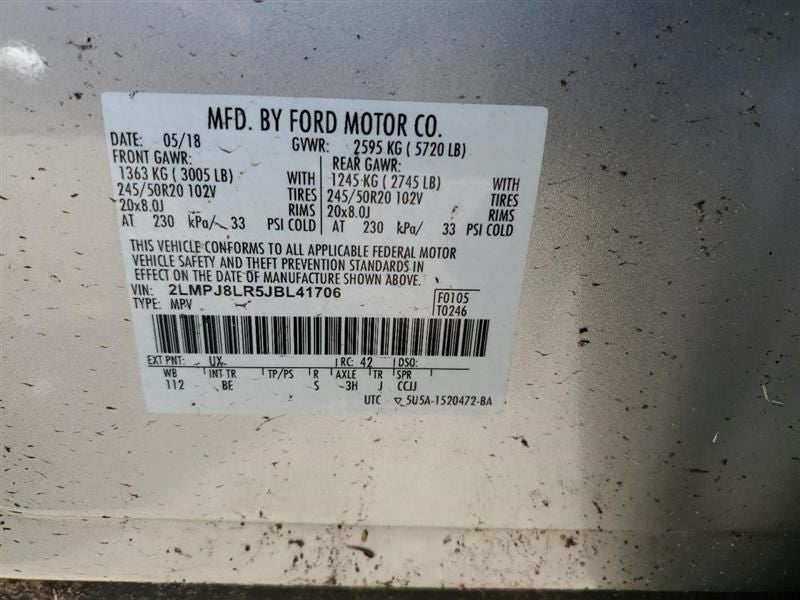 MFD. BY FORD MOTOR CO.
DATE: 05/18 GVWR: 2595 KG ( 5720 LB)
FRONT GAWR: REAR GAWR:
1363 KG ( 3005 LB) WITH 1245 KG ( 2745 LB) WITH
245/50R20 102V TIRES 245/50R20 102V TIRES
20x8.0J RIMS 20x8.0J RIMS
AT 230 kPa/ 33 PSI COLD AT 230 kPa/ 33 PSI COLD
THIS VEHICLE CONFORMS TO ALL APPLICABLE FEDERAL MOTOR
VEHICLE SAFETY AND THEFT PREVENTION STANDARDS IN
EFFECT ON THE DATE OF MANUFACTURE SHOWN ABOVE.
VIN: 2LMPJ8LR5JBL41706 F0105
TYPE: MPV T0246
EXT PNT: UX RC: 42 DSO:
WB INT TR TP/PS R AXLE TR SPR
112 BE S 3H J CCJJ
UTC 5U5A-1520472-BA